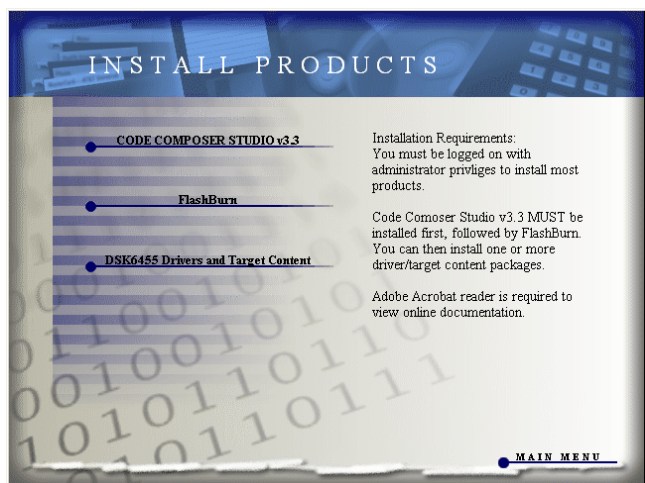 INSTALL PRODUCTS
CODE COMPOSER STUDIO v3.3
FlashBurn
DSK6455 Drivers and Target Content
Installation Requirements:
You must be logged on with
administrator privliges to install most
products.
Code Comoser Studio v3.3 MUST be
installed first, followed by FlashBurn.
You can then install one or more
driver/target content packages.
Adobe Acrobat reader is required to
view online documentation.
MAIN MENU